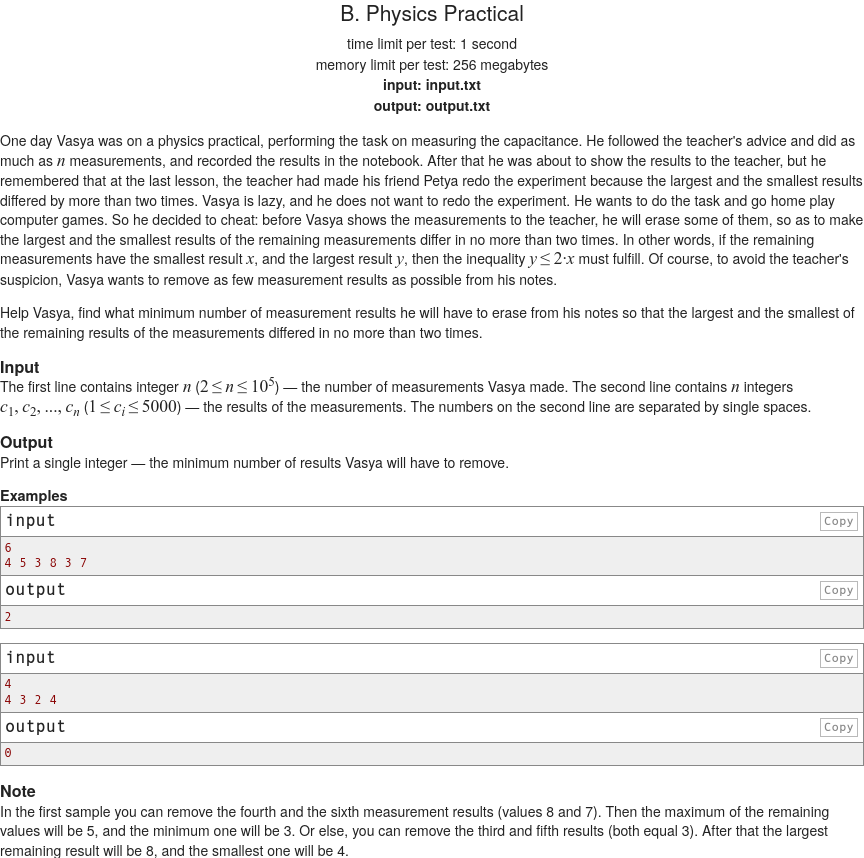 B. Physics Practical
time limit per test: 1 second
memory limit per test: 256 megabytes
input: input.txt
output: output.txt
One day Vasya was on a physics practical, performing the task on measuring the capacitance. He followed the teacher's advice and did as
much as n measurements, and recorded the results in the notebook. After that he was about to show the results to the teacher, but he
remembered that at the last lesson, the teacher had made his friend Petya redo the experiment because the largest and the smallest results
differed by more than two times. Vasya is lazy, and he does not want to redo the experiment. He wants to do the task and go home play
computer games. So he decided to cheat: before Vasya shows the measurements to the teacher, he will erase some of them, so as to make
the largest and the smallest results of the remaining measurements differ in no more than two times. In other words, if the remaining
measurements have the smallest result x, and the largest result y, then the inequality y ≤ 2·x must fulfill. Of course, to avoid the teacher's
suspicion, Vasya wants to remove as few measurement results as possible from his notes.
Help Vasya, find what minimum number of measurement results he will have to erase from his notes so that the largest and the smallest of
the remaining results of the measurements differed in no more than two times.
Input
The first line contains integer n (2 ≤ n ≤ 10⁵) — the number of measurements Vasya made. The second line contains n integers
c₁, c₂, ..., cₙ (1 ≤ cᵢ ≤ 5000) — the results of the measurements. The numbers on the second line are separated by single spaces.
Output
Print a single integer — the minimum number of results Vasya will have to remove.
Examples
input Copy
6
4 5 3 8 3 7
output Copy
2
input Copy
4
4 3 2 4
output Copy
0
Note
In the first sample you can remove the fourth and the sixth measurement results (values 8 and 7). Then the maximum of the remaining
values will be 5, and the minimum one will be 3. Or else, you can remove the third and fifth results (both equal 3). After that the largest
remaining result will be 8, and the smallest one will be 4.